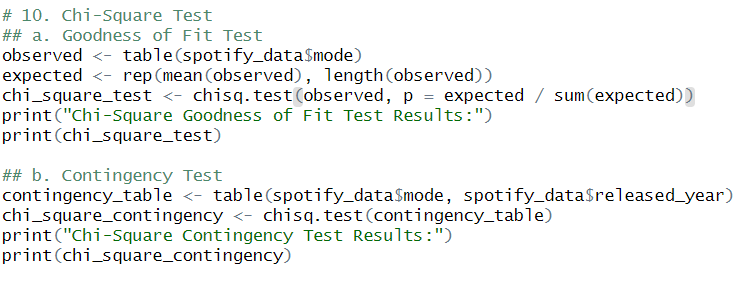 # 10. Chi-Square Test
## a. Goodness of Fit Test
observed <- table(spotify_data$mode)
expected <- rep(mean(observed), length(observed))
chi_square_test <- chisq.test(observed, p = expected / sum(expected))
print("Chi-Square Goodness of Fit Test Results:")
print(chi_square_test)
## b. Contingency Test
contingency_table <- table(spotify_data$mode, spotify_data$released_year)
chi_square_contingency <- chisq.test(contingency_table)
print("Chi-Square Contingency Test Results:")
print(chi_square_contingency)